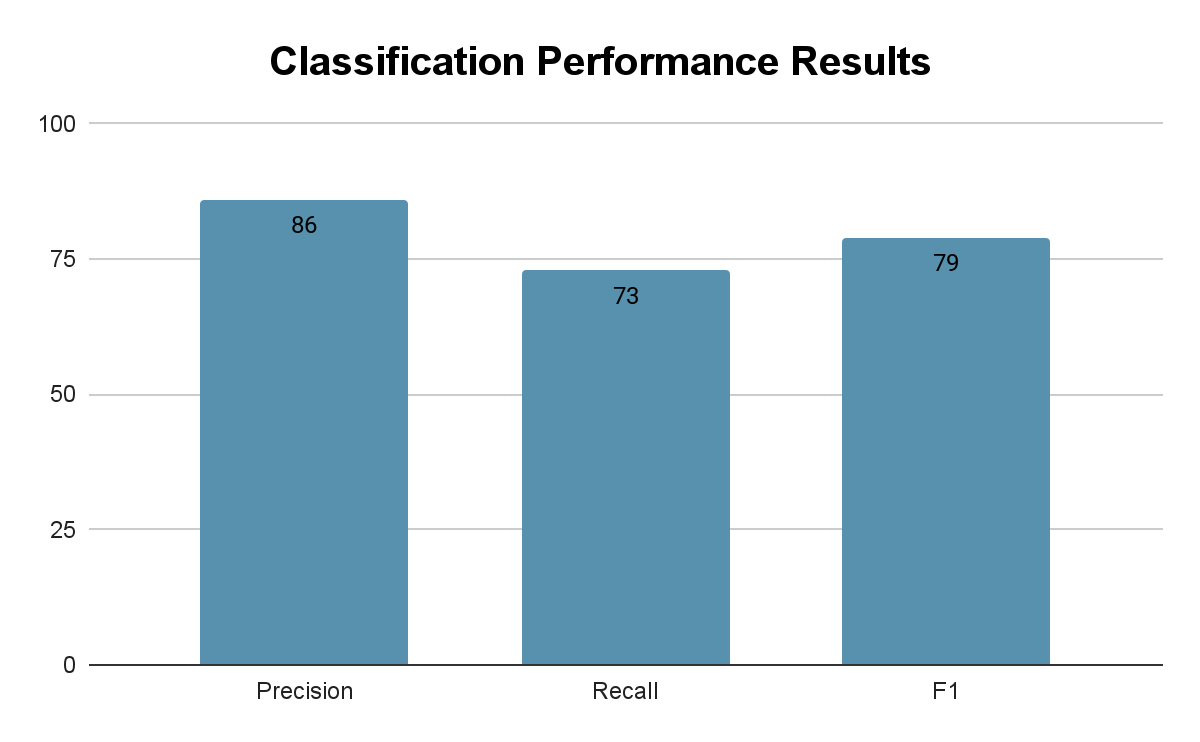 Classification Performance Results
100
75
50
25
0
86
73
79
Precision
Recall
F1